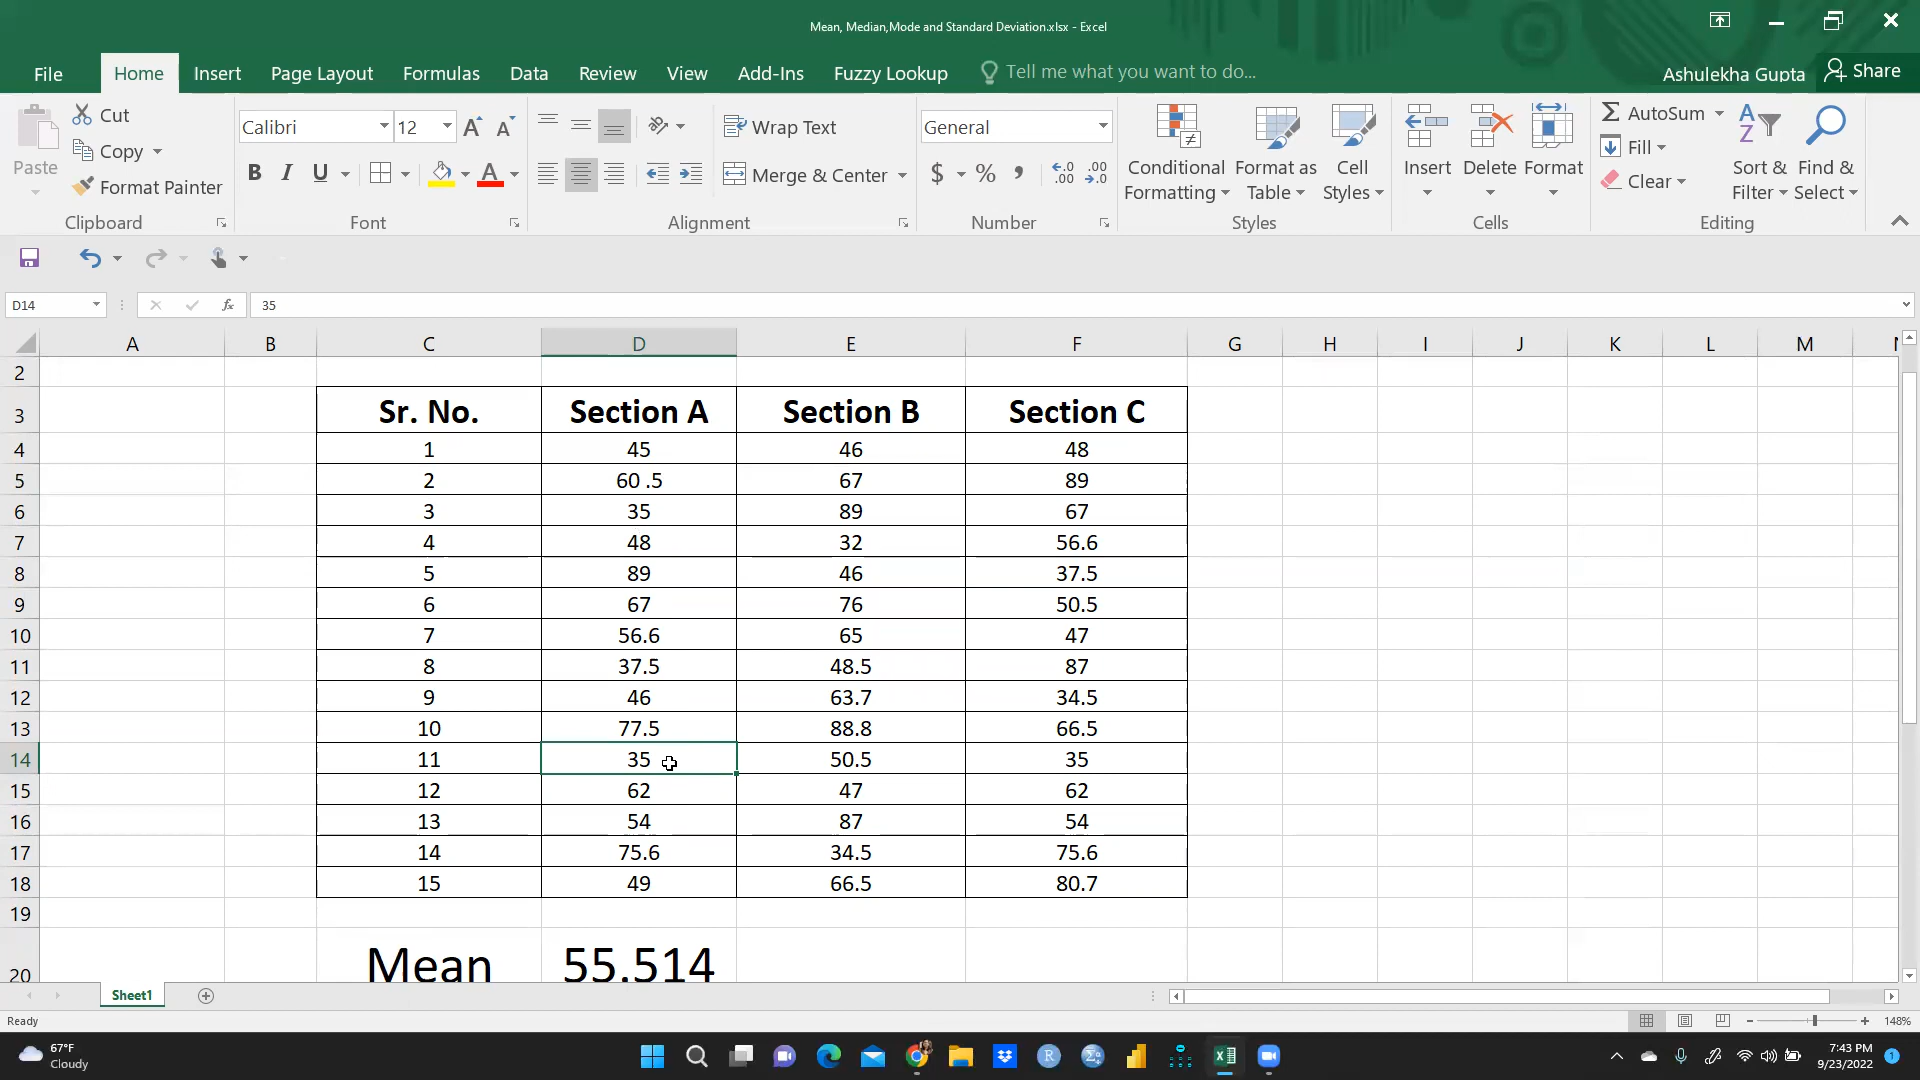 Mean, Median,Mode and Standard Deviation.xlsx - Excel
File Home Insert Page Layout Formulas Data Review View Add-Ins Fuzzy Lookup Tell me what you want to do... Ashulekha Gupta Share
Paste
Cut
Copy
Format Painter
Clipboard
Calibri 12
B I U A
Font
Wrap Text
Merge & Center
Alignment
General
$ % , .0 .00 .00 .0
Number
Conditional Formatting
Format as Table
Cell Styles
Styles
Insert Delete Format
Cells
AutoSum
Fill
Clear
Sort & Filter
Find & Select
Editing
D14 fx 35
A B C D E F G H I J K L M
2
3 Sr. No. Section A Section B Section C
4 1 45 46 48
5 2 60 .5 67 89
6 3 35 89 67
7 4 48 32 56.6
8 5 89 46 37.5
9 6 67 76 50.5
10 7 56.6 65 47
11 8 37.5 48.5 87
12 9 46 63.7 34.5
13 10 77.5 88.8 66.5
14 11 35 50.5 35
15 12 62 47 62
16 13 54 87 54
17 14 75.6 34.5 75.6
18 15 49 66.5 80.7
19
20 Mean 55.514
Sheet1
Ready 148%
67°F
Cloudy
7:43 PM
9/23/2022 1